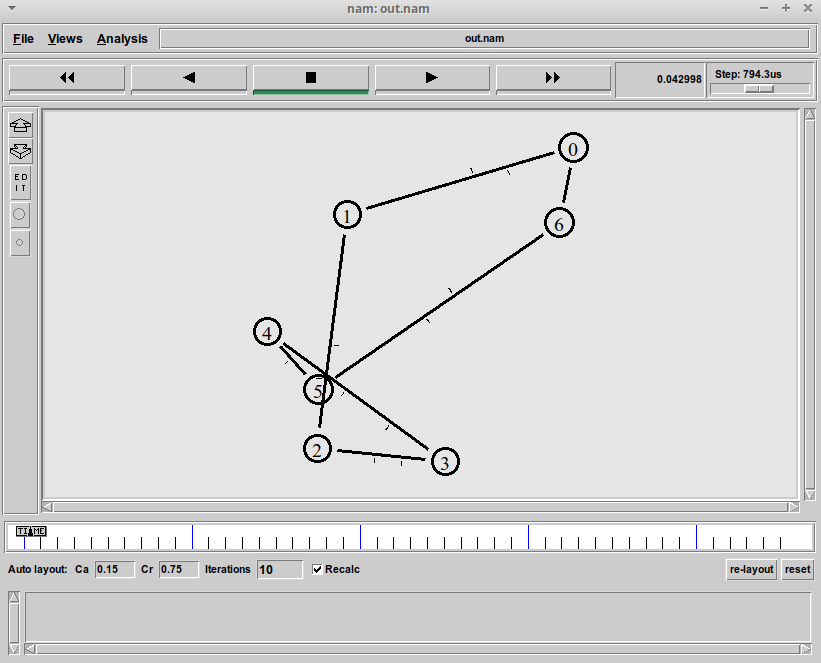 nam: out.nam
File Views Analysis out.nam
0.042998 Step: 794.3us
E D
I T
0
1
6
4
5
2
3
TIME
Auto layout: Ca 0.15 Cr 0.75 Iterations 10 Recalc re-layout reset